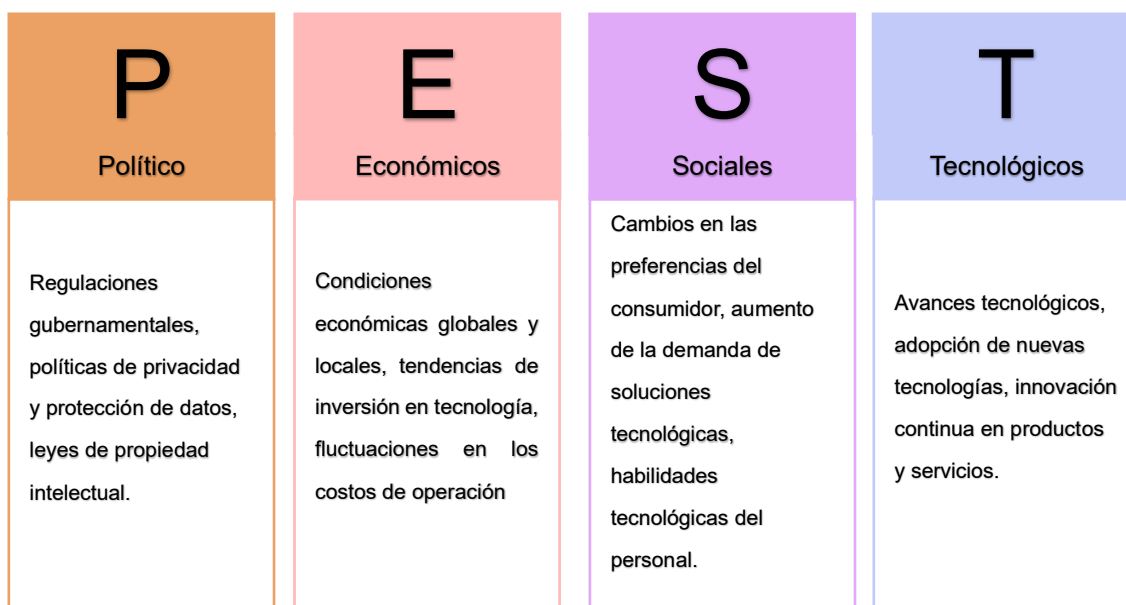 P
Político
Regulaciones
gubernamentales,
políticas de privacidad
y protección de datos,
leyes de propiedad
intelectual.
E
Económicos
Condiciones
económicas globales y
locales, tendencias de
inversión en tecnología,
fluctuaciones en los
costos de operación
S
Sociales
Cambios en las
preferencias del
consumidor, aumento
de la demanda de
soluciones
tecnológicas,
habilidades
tecnológicas del
personal.
T
Tecnológicos
Avances tecnológicos,
adopción de nuevas
tecnologías, innovación
continua en productos
y servicios.